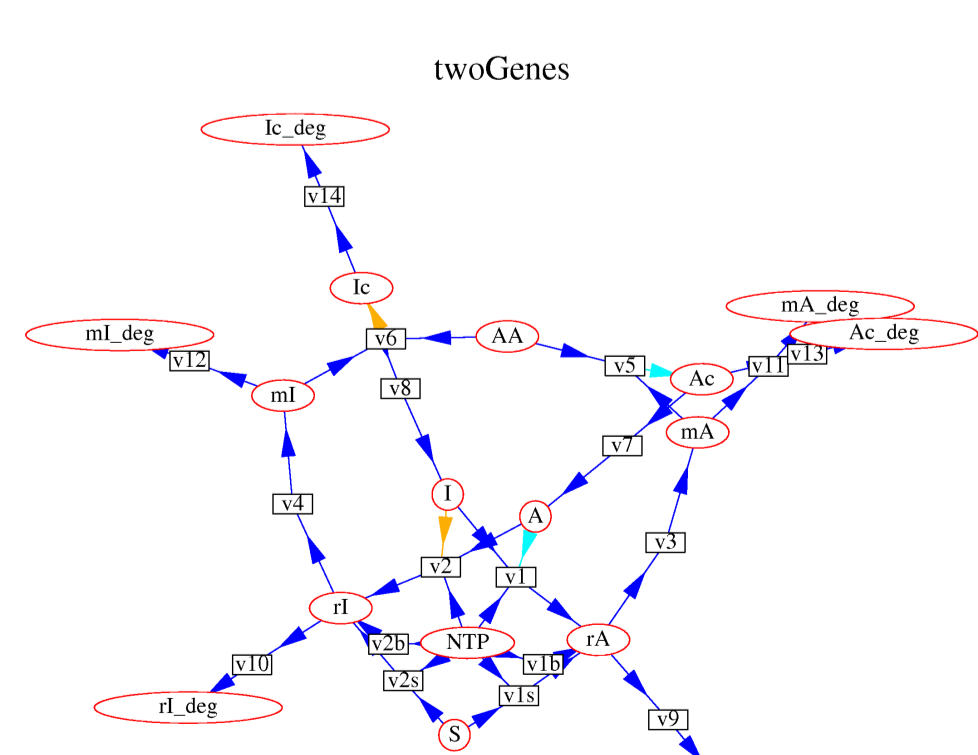 twoGenes
Ic_deg
v14
Ic
mA_deg
mI_deg
v6
AA
Ac_deg
v12
v5
v11
v13
mI
v8
Ac
mA
v7
I
v4
A
v3
v2
v1
rI
NTP
rA
v2b
v10
v1b
v2s
v1s
rI_deg
S
v9